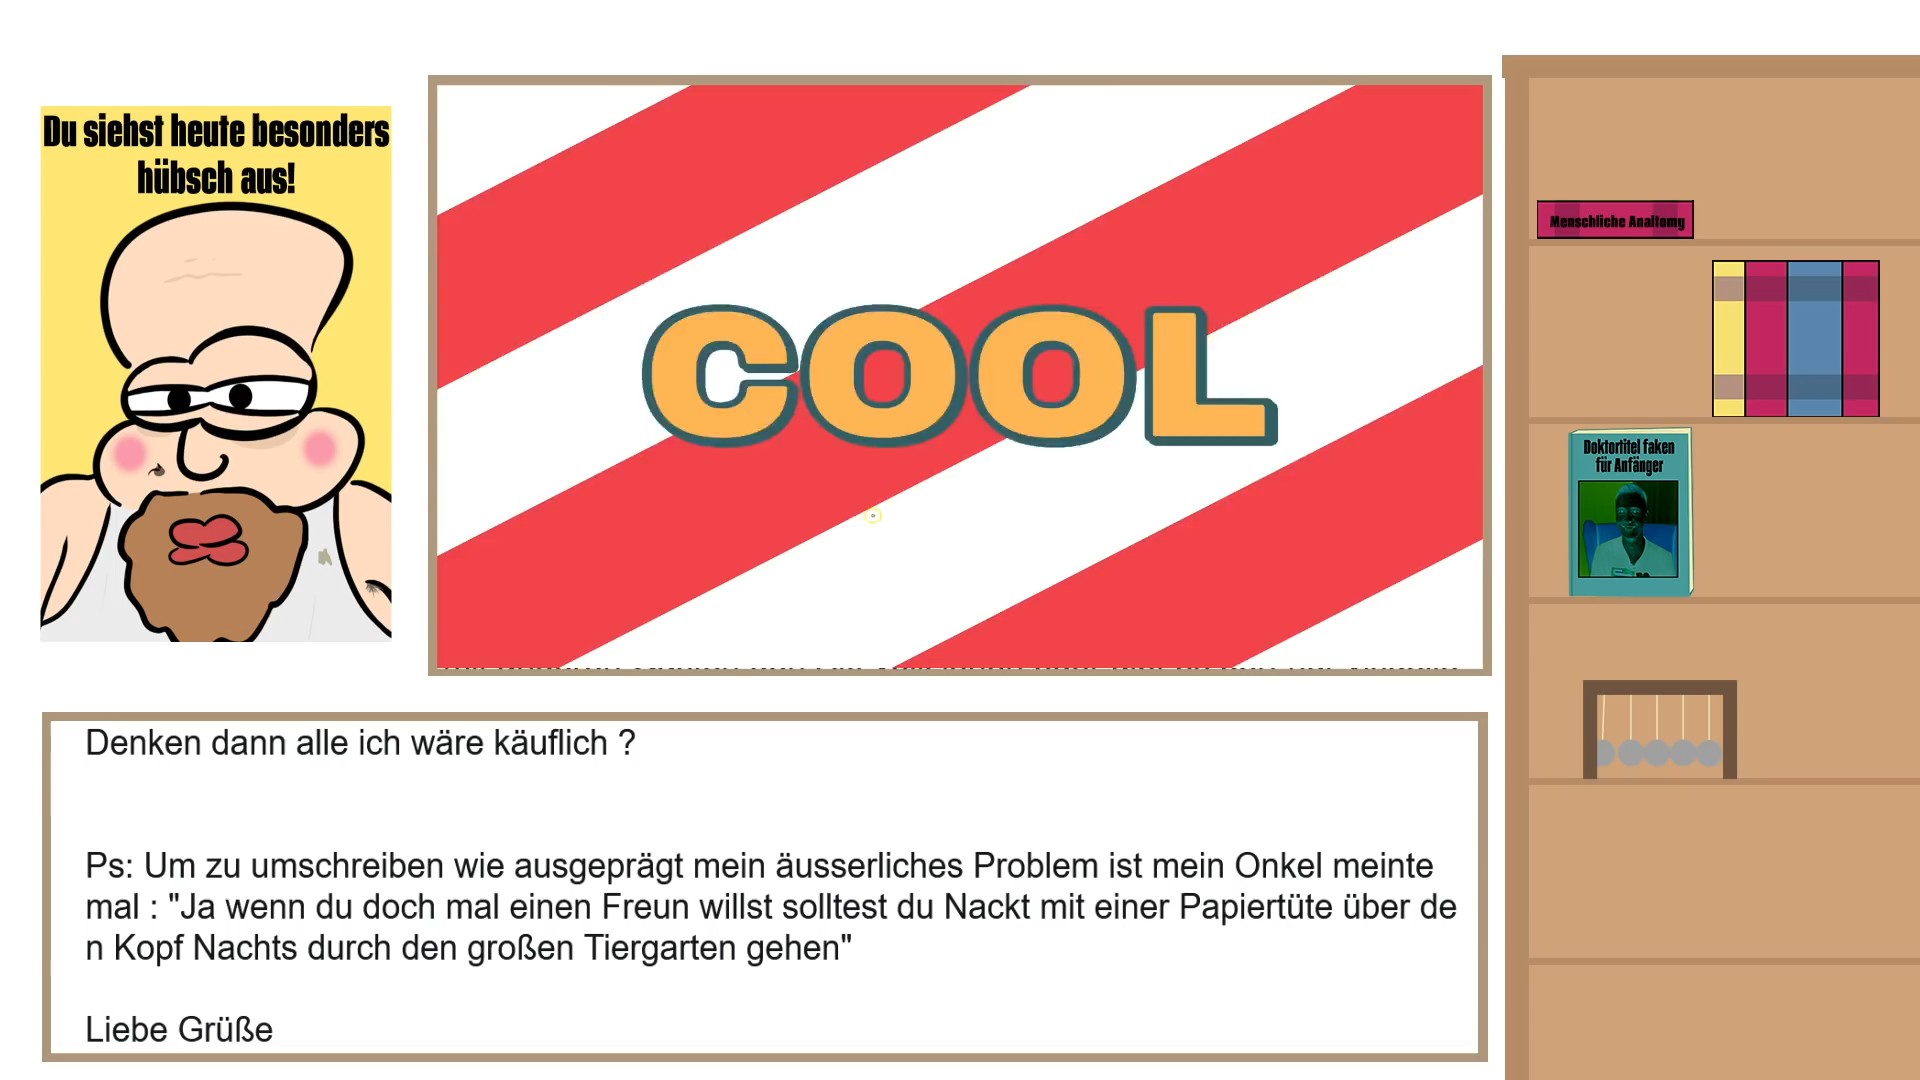 Du siehst heute besonders
hübsch aus!
COOL
Menschliche Anaitomy
Doktortitel faken
für Anfänger
Denken dann alle ich wäre käuflich ?
Ps: Um zu umschreiben wie ausgeprägt mein äusserliches Problem ist mein Onkel meinte
mal : "Ja wenn du doch mal einen Freun willst solltest du Nackt mit einer Papiertüte über de
n Kopf Nachts durch den großen Tiergarten gehen"
Liebe Grüße